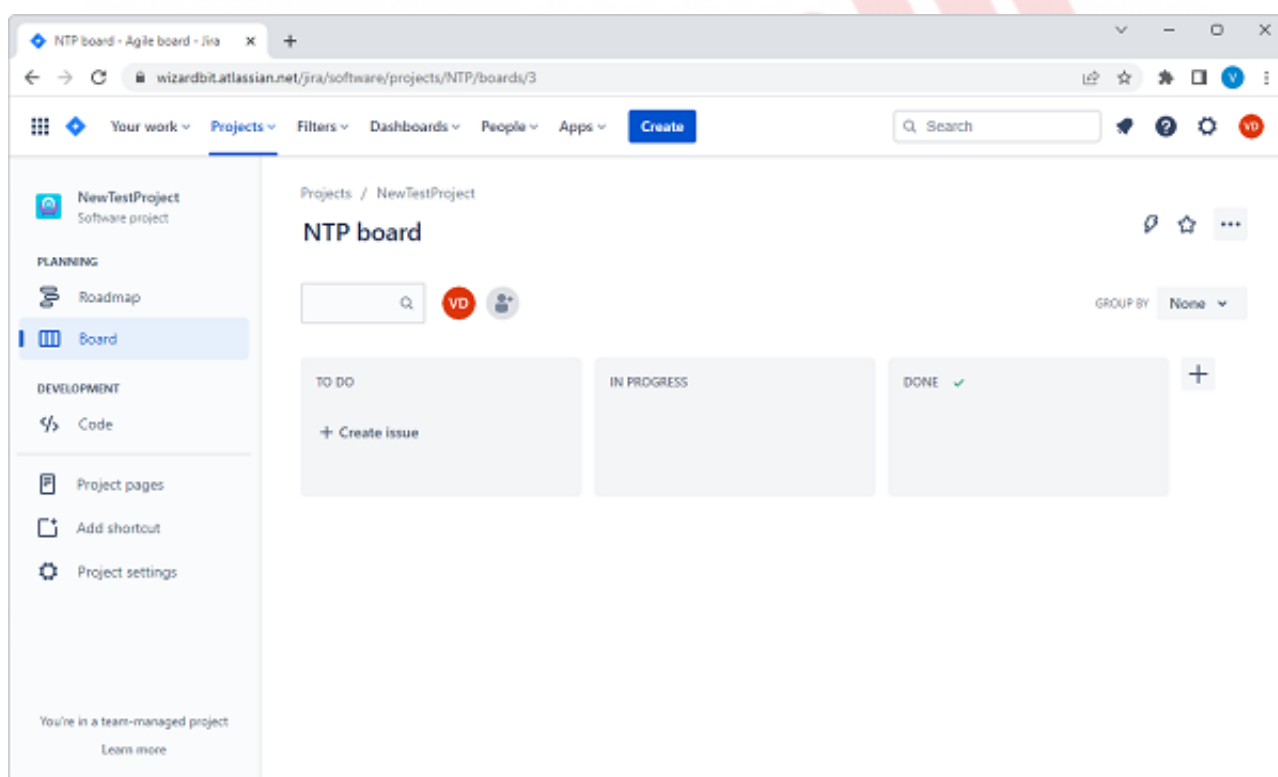 NTP board - Agile board - Jira
wizardbit.atlassian.net/jira/software/projects/NTP/boards/3
V
Your work Projects Filters Dashboards People Apps Create Search VD
NewTestProject
Software project
PLANNING
Roadmap
Board
DEVELOPMENT
Code
Project pages
Add shortcut
Project settings
You're in a team-managed project
Learn more
Projects / NewTestProject
NTP board
VD
GROUP BY None
TO DO
IN PROGRESS
DONE
+ Create issue